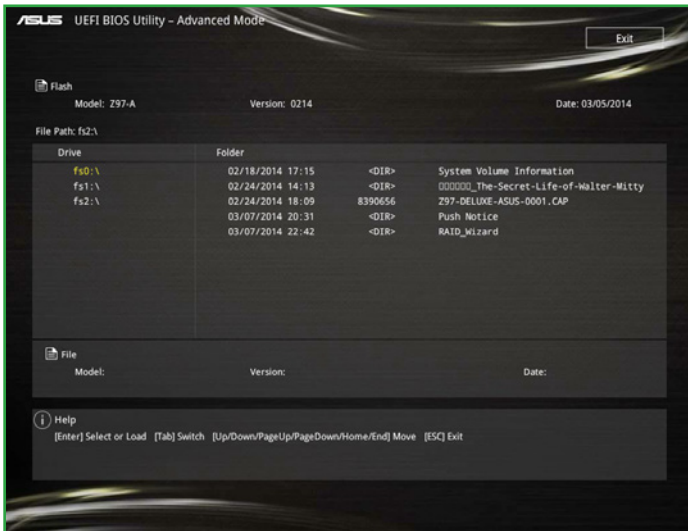 ASUS UEFI BIOS Utility – Advanced Mode
Exit
Flash
Model: Z97-A Version: 0214 Date: 03/05/2014
File Path: fs2:\
Drive Folder
fs0:\ 02/18/2014 17:15 <DIR> System Volume Information
fs1:\ 02/24/2014 14:13 <DIR> □□□□□□_The-Secret-Life-of-Walter-Mitty
fs2:\ 02/24/2014 18:09 8390656 Z97-DELUXE-ASUS-0001.CAP
03/07/2014 20:31 <DIR> Push Notice
03/07/2014 22:42 <DIR> RAID_Wizard
File
Model: Version: Date:
Help
[Enter] Select or Load [Tab] Switch [Up/Down/PageUp/PageDown/Home/End] Move [ESC] Exit